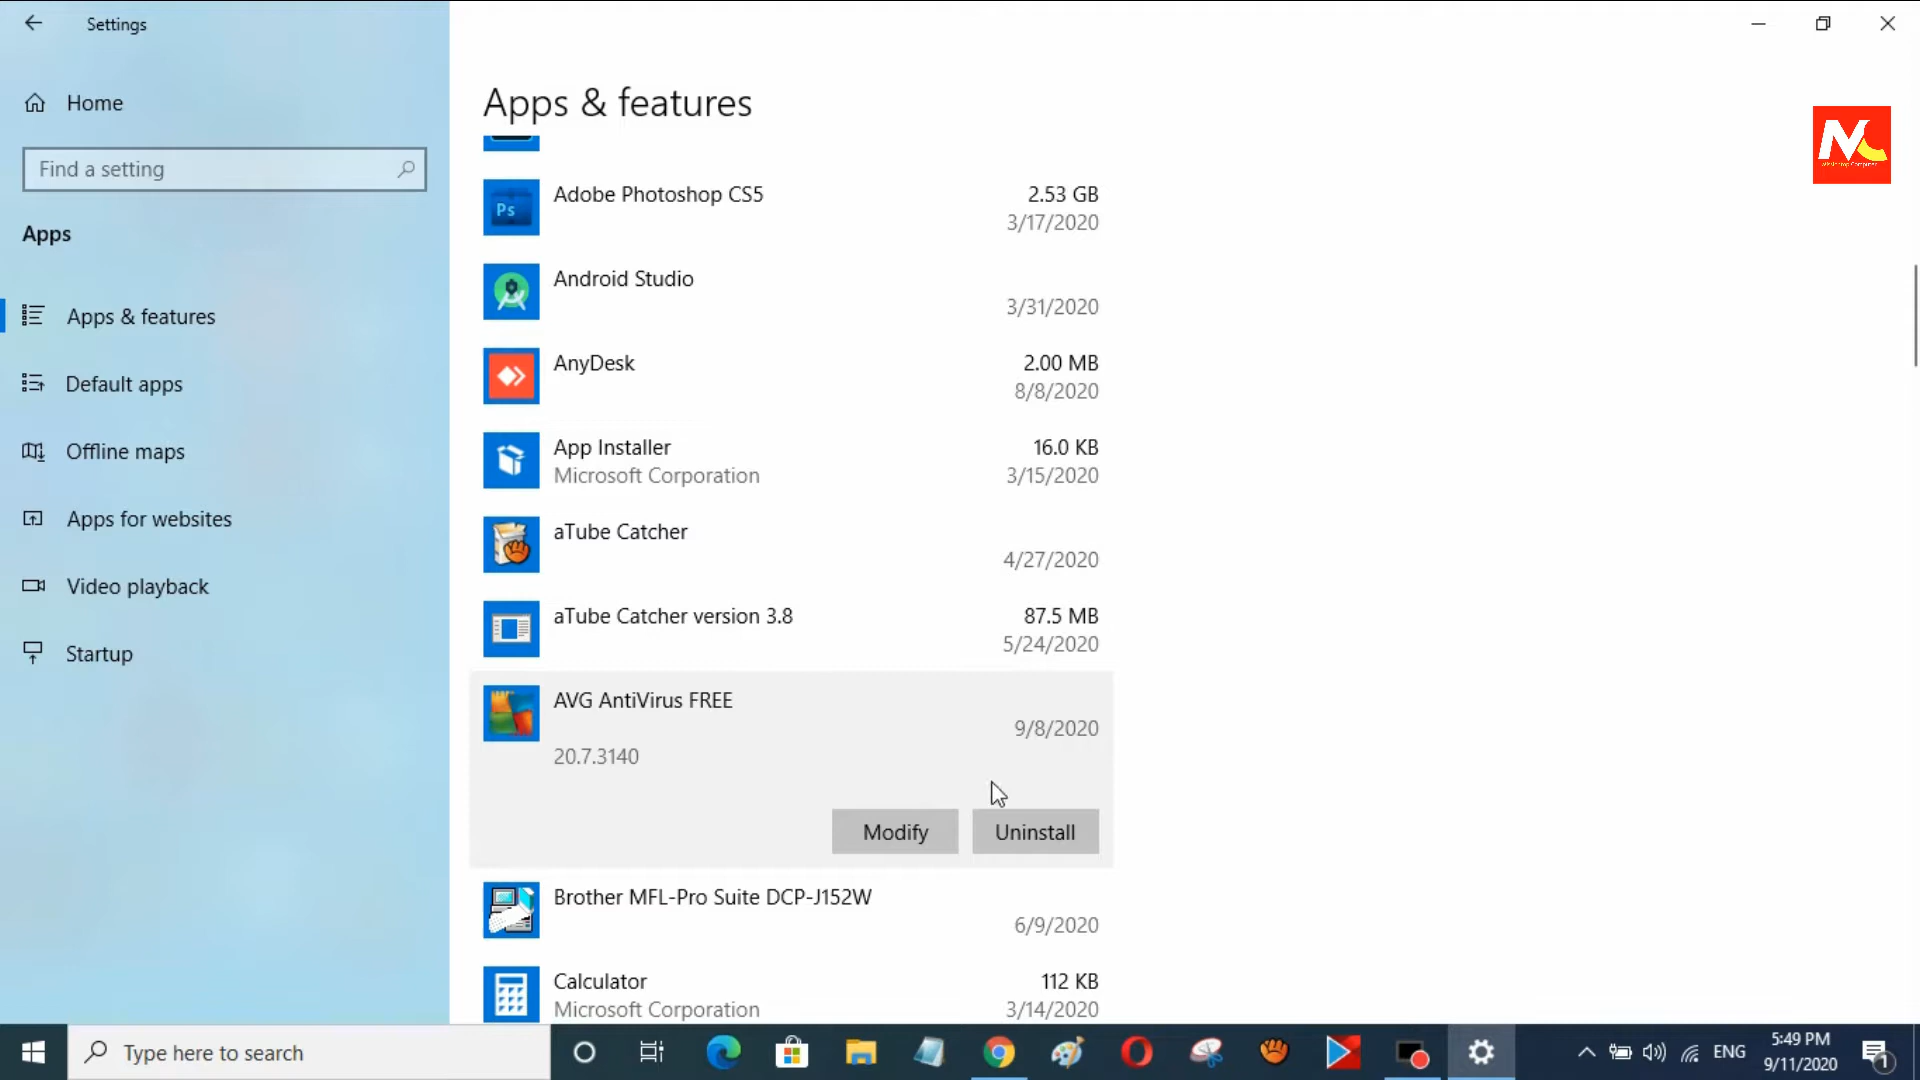 Settings
Home
Find a setting
Apps
Apps & features
Default apps
Offline maps
Apps for websites
Video playback
Startup
Apps & features
Ps
Adobe Photoshop CS5
2.53 GB
3/17/2020
Android Studio
3/31/2020
AnyDesk
2.00 MB
8/8/2020
App Installer
16.0 KB
Microsoft Corporation
3/15/2020
aTube Catcher
4/27/2020
aTube Catcher version 3.8
87.5 MB
5/24/2020
AVG AntiVirus FREE
9/8/2020
20.7.3140
Modify
Uninstall
Brother MFL-Pro Suite DCP-J152W
6/9/2020
Calculator
112 KB
Microsoft Corporation
3/14/2020
Type here to search
ENG
5:49 PM
9/11/2020
1